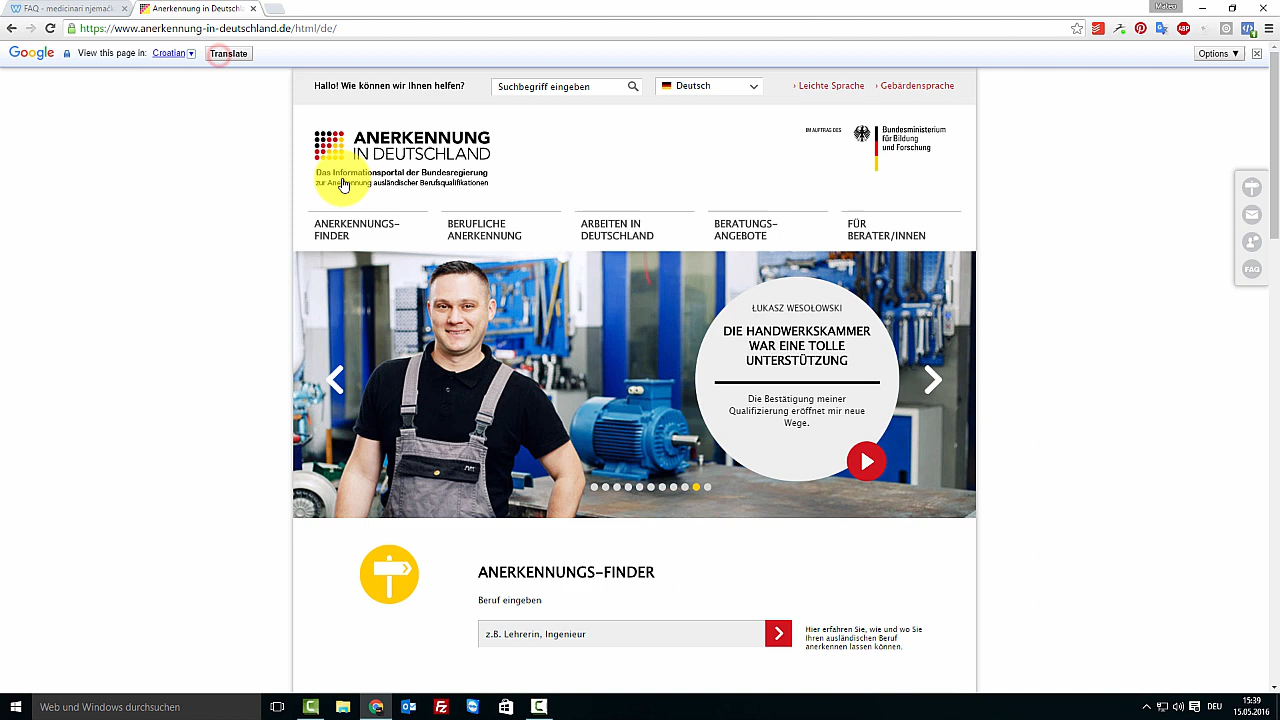 FAQ - medicinari njemačk
Anerkennung in Deutschl
Mateo
https://www.anerkennung-in-deutschland.de/html/de/
Google View this page in: Croatian Translate Options ▼
Hallo! Wie können wir Ihnen helfen? Suchbegriff eingeben Deutsch › Leichte Sprache › Gebärdensprache
ANERKENNUNG
IN DEUTSCHLAND
Das Informationsportal der Bundesregierung
zur Anerkennung ausländischer Berufsqualifikationen
IM AUFTRAG DES
Bundesministerium
für Bildung
und Forschung
ANERKENNUNGS-
FINDER
BERUFLICHE
ANERKENNUNG
ARBEITEN IN
DEUTSCHLAND
BERATUNGS-
ANGEBOTE
FÜR
BERATER/INNEN
FAQ
ŁUKASZ WESOŁOWSKI
DIE HANDWERKSKAMMER
WAR EINE TOLLE
UNTERSTÜTZUNG
Die Bestätigung meiner
Qualifizierung eröffnet mir neue
Wege.
ANERKENNUNGS-FINDER
Beruf eingeben
z.B. Lehrerin, Ingenieur
Hier erfahren Sie, wie und wo Sie
Ihren ausländischen Beruf
anerkennen lassen können.
Web und Windows durchsuchen
DEU
15:39
15.05.2016